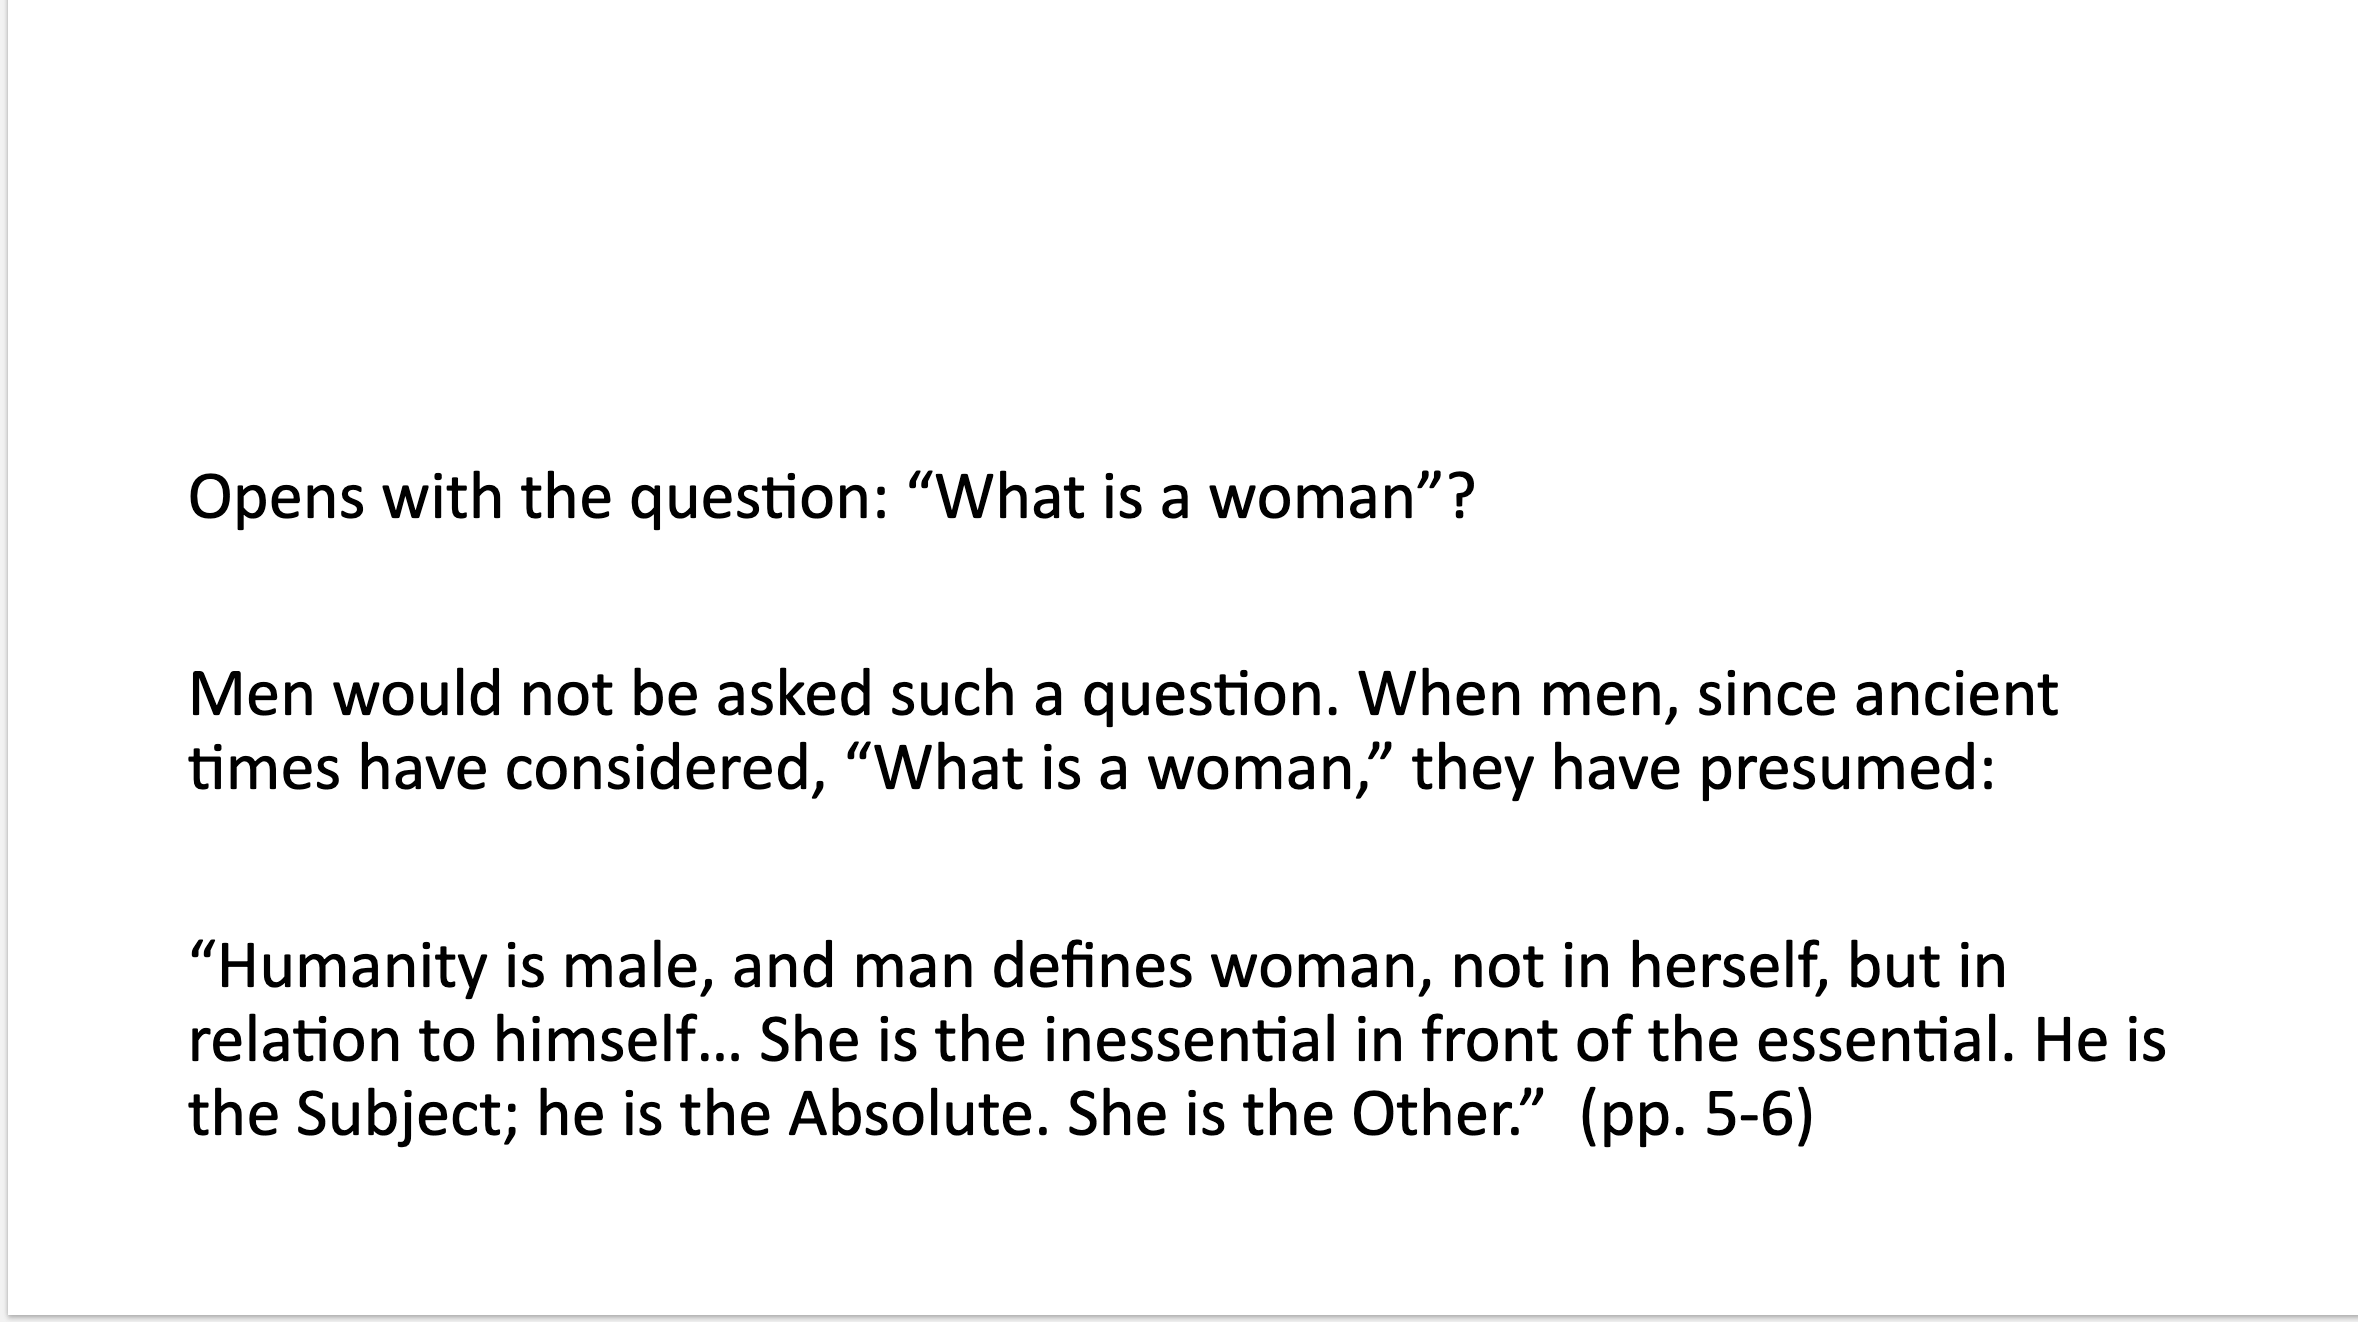 Opens with the question: “What is a woman”?
Men would not be asked such a question. When men, since ancient
times have considered, “What is a woman,” they have presumed:
“Humanity is male, and man defines woman, not in herself, but in
relation to himself… She is the inessential in front of the essential. He is
the Subject; he is the Absolute. She is the Other.”  (pp. 5-6)